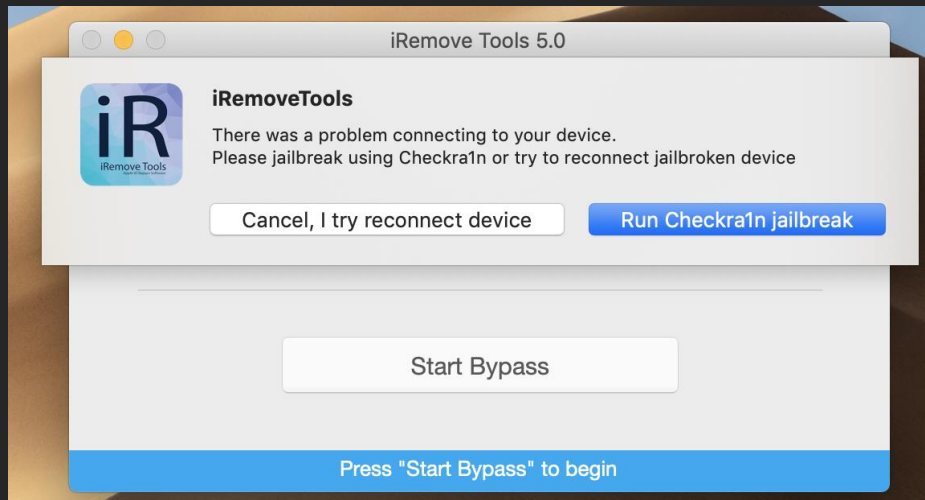 iRemove Tools 5.0
iR
iRemove Tools
iRemoveTools
There was a problem connecting to your device.
Please jailbreak using Checkra1n or try to reconnect jailbroken device
Cancel, I try reconnect device
Run Checkra1n jailbreak
Start Bypass
Press "Start Bypass" to begin